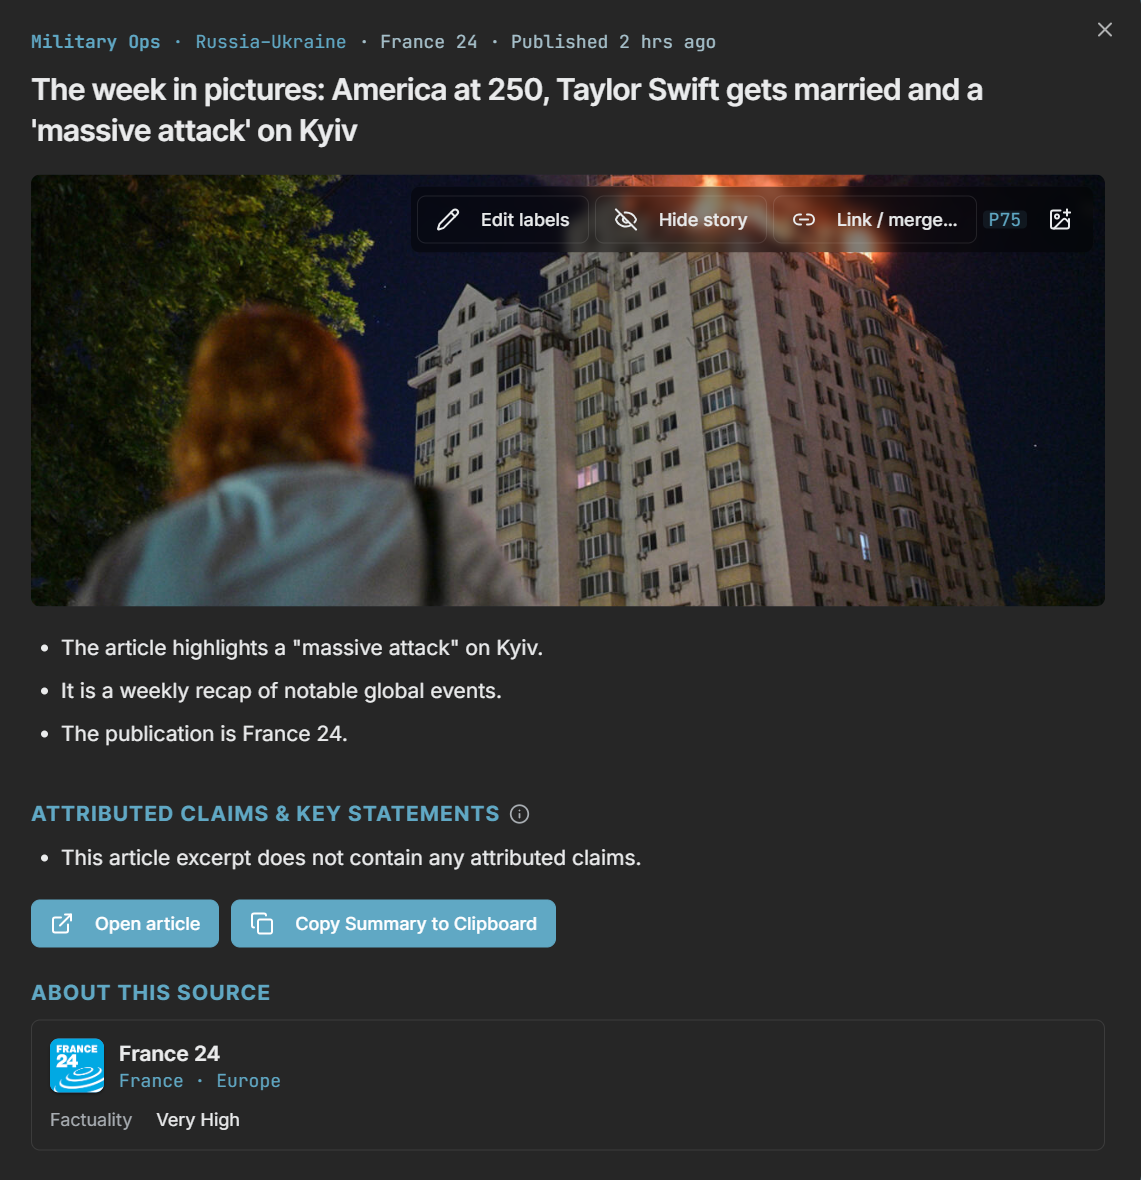 Military Ops · Russia-Ukraine · France 24 · Published 2 hrs ago
The week in pictures: America at 250, Taylor Swift gets married and a
'massive attack' on Kyiv
Edit labels
Hide story
Link / merge...
P75
• The article highlights a "massive attack" on Kyiv.
• It is a weekly recap of notable global events.
• The publication is France 24.
ATTRIBUTED CLAIMS & KEY STATEMENTS
• This article excerpt does not contain any attributed claims.
Open article
Copy Summary to Clipboard
ABOUT THIS SOURCE
FRANCE
24
France 24
France · Europe
Factuality Very High